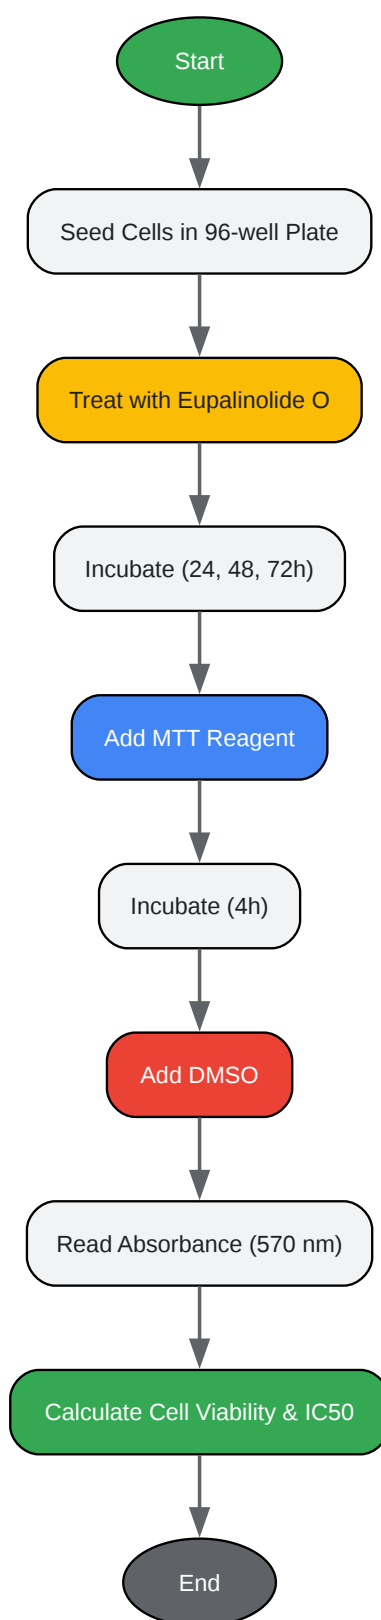 Start
Seed Cells in 96-well Plate
Treat with Eupalinolide O
Incubate (24, 48, 72h)
Add MTT Reagent
Incubate (4h)
Add DMSO
Read Absorbance (570 nm)
Calculate Cell Viability & IC50
End